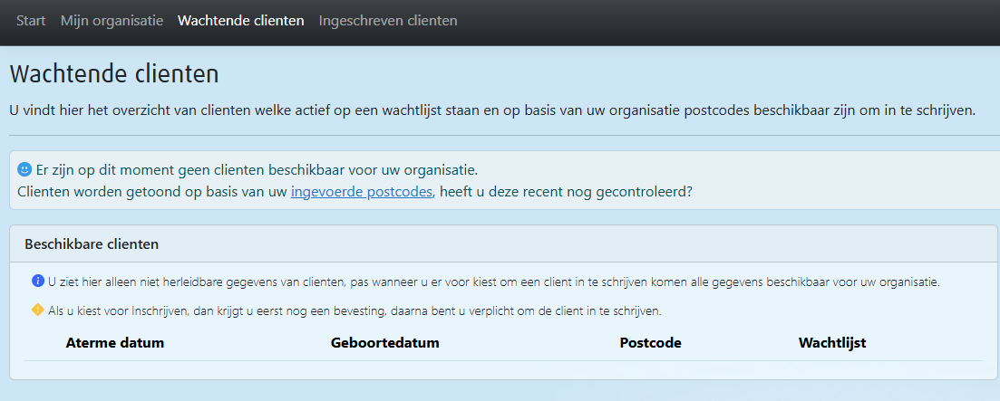 Start Mijn organisatie Wachtende clienten Ingeschreven clienten
Wachtende clienten
U vindt hier het overzicht van clienten welke actief op een wachtlijst staan en op basis van uw organisatie postcodes beschikbaar zijn om in te schrijven.
Er zijn op dit moment geen clienten beschikbaar voor uw organisatie.
Clienten worden getoond op basis van uw ingevoerde postcodes, heeft u deze recent nog gecontroleerd?
Beschikbare clienten
U ziet hier alleen niet herleidbare gegevens van clienten, pas wanneer u er voor kiest om een client in te schrijven komen alle gegevens beschikbaar voor uw organisatie.
Als u kiest voor Inschrijven, dan krijgt u eerst nog een bevesting, daarna bent u verplicht om de client in te schrijven.
Aterme datum Geboortedatum Postcode Wachtlijst